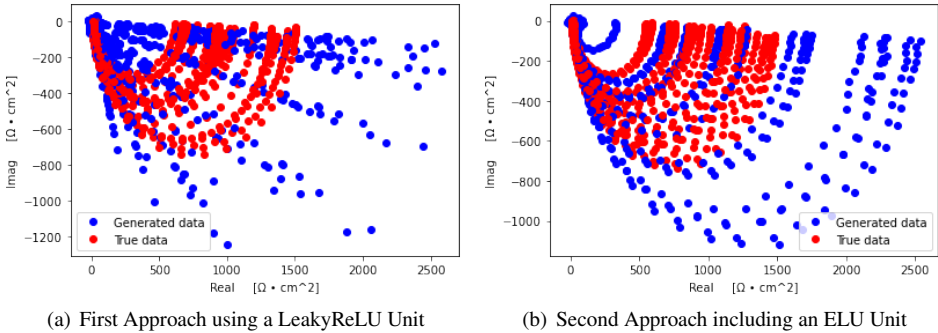 0
−200
−400
−600
−800
−1000
−1200
Imag [Ω • cm^2]
Generated data
True data
0 500 1000 1500 2000 2500
Real [Ω • cm^2]
(a) First Approach using a LeakyReLU Unit
0
−200
−400
−600
−800
−1000
Imag [Ω • cm^2]
Generated data
True data
0 500 1000 1500 2000 2500
Real [Ω • cm^2]
(b) Second Approach including an ELU Unit